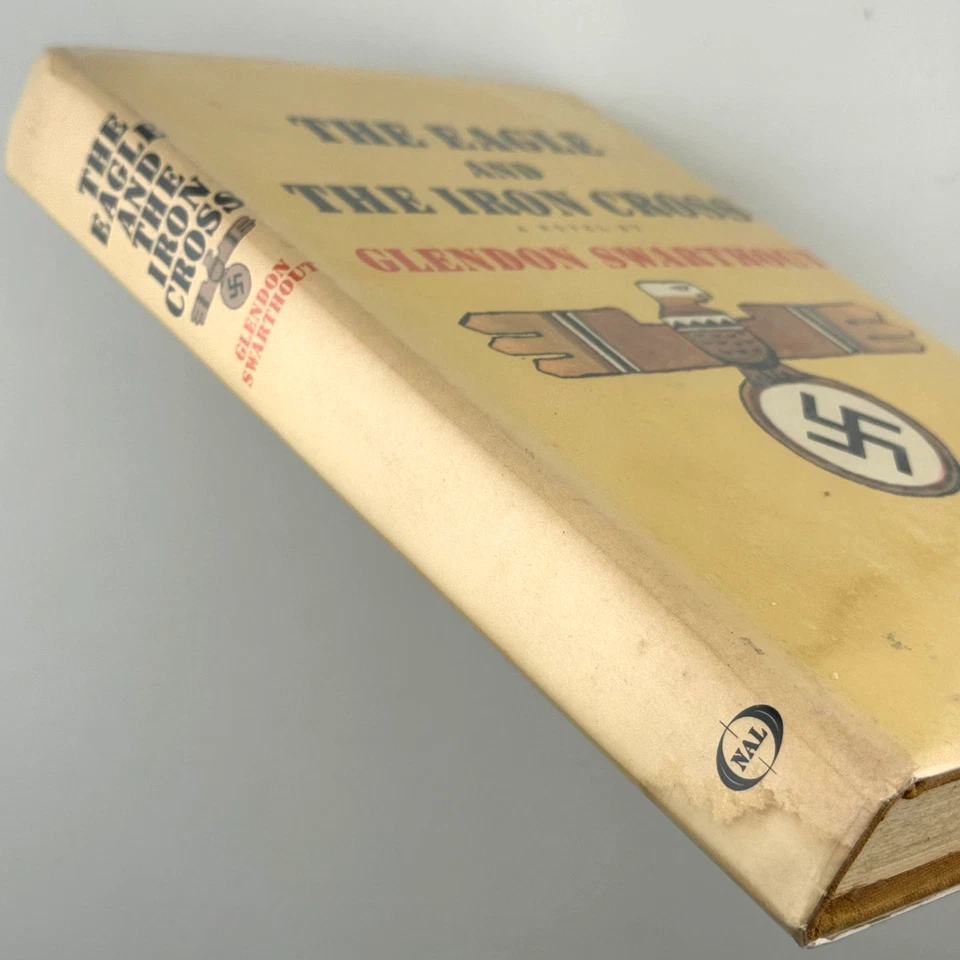 THE
EAGLE
AND
THE
IRON
CROSS
GLENDON
SWARTHOUT
NAL
THE EAGLE
AND
THE IRON CROSS
A NOVEL BY
GLENDON SWARTHOUT